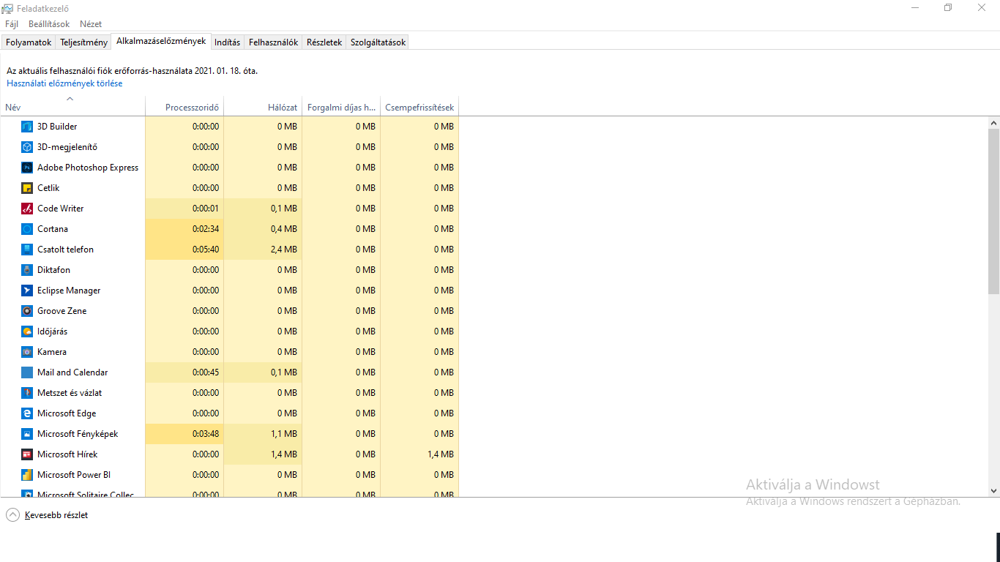 Feladatkezelő
Fájl Beállítások Nézet
Folyamatok Teljesítmény Alkalmazáselőzmények Indítás Felhasználók Részletek Szolgáltatások
Az aktuális felhasználói fiók erőforrás-használata 2021. 01. 18. óta.
Használati előzmények törlése
Név Processzoridő Hálózat Forgalmi díjas h... Csempefrissítések
3D Builder 0:00:00 0 MB 0 MB 0 MB
3D-megjelenítő 0:00:00 0 MB 0 MB 0 MB
Adobe Photoshop Express 0:00:00 0 MB 0 MB 0 MB
Cetlik 0:00:00 0 MB 0 MB 0 MB
Code Writer 0:00:01 0,1 MB 0 MB 0 MB
Cortana 0:02:34 0,4 MB 0 MB 0 MB
Csatolt telefon 0:05:40 2,4 MB 0 MB 0 MB
Diktafon 0:00:00 0 MB 0 MB 0 MB
Eclipse Manager 0:00:00 0 MB 0 MB 0 MB
Groove Zene 0:00:00 0 MB 0 MB 0 MB
Időjárás 0:00:00 0 MB 0 MB 0 MB
Kamera 0:00:00 0 MB 0 MB 0 MB
Mail and Calendar 0:00:45 0,1 MB 0 MB 0 MB
Metszet és vázlat 0:00:00 0 MB 0 MB 0 MB
Microsoft Edge 0:00:00 0 MB 0 MB 0 MB
Microsoft Fényképek 0:03:48 1,1 MB 0 MB 0 MB
Microsoft Hírek 0:00:00 1,4 MB 0 MB 1,4 MB
Microsoft Power BI 0:00:00 0 MB 0 MB 0 MB
Microsoft Solitaire Collec 0:00:00 0 MB 0 MB 0 MB
Aktiválja a Windowst
Aktiválja a Windows rendszert a Gépházban.
Kevesebb részlet